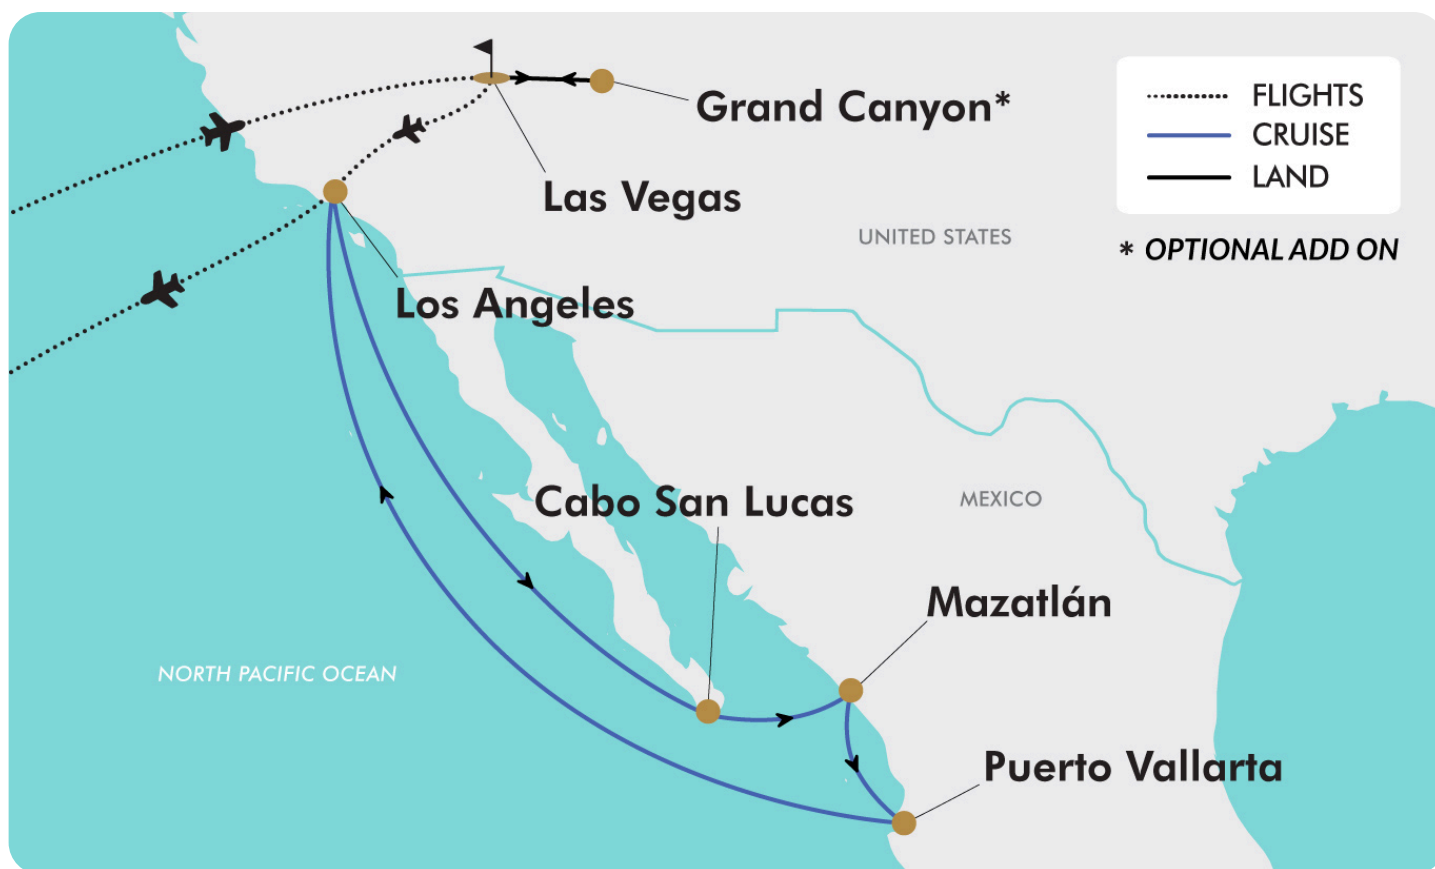 FLIGHTS
CRUISE
LAND
* OPTIONAL ADD ON
Grand Canyon*
Las Vegas
UNITED STATES
Los Angeles
Cabo San Lucas
MEXICO
Mazatlán
NORTH PACIFIC OCEAN
Puerto Vallarta